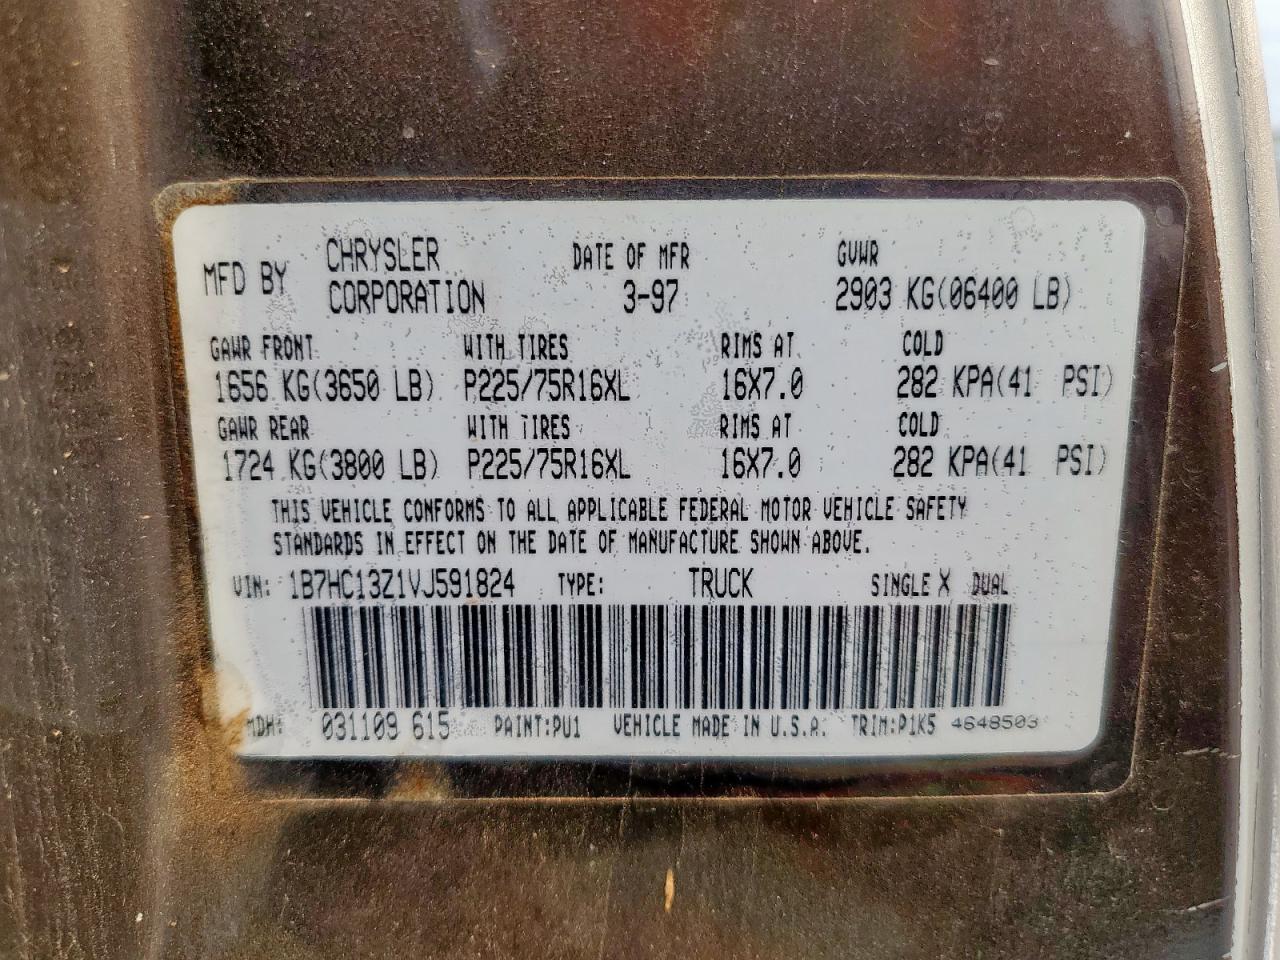 MFD BY CHRYSLER CORPORATION DATE OF MFR 3-97 GVWR 2903 KG(06400 LB)
GAWR FRONT WITH TIRES RIMS AT COLD
1656 KG(3650 LB) P225/75R16XL 16X7.0 282 KPA(41 PSI)
GAWR REAR WITH TIRES RIMS AT COLD
1724 KG(3800 LB) P225/75R16XL 16X7.0 282 KPA(41 PSI)
THIS VEHICLE CONFORMS TO ALL APPLICABLE FEDERAL MOTOR VEHICLE SAFETY
STANDARDS IN EFFECT ON THE DATE OF MANUFACTURE SHOWN ABOVE.
VIN: 1B7HC13Z1VJ591824 TYPE: TRUCK SINGLE X DUAL
MDH: 031109 615 PAINT:PU1 VEHICLE MADE IN U.S.A. TRIM:P1K5 4648503